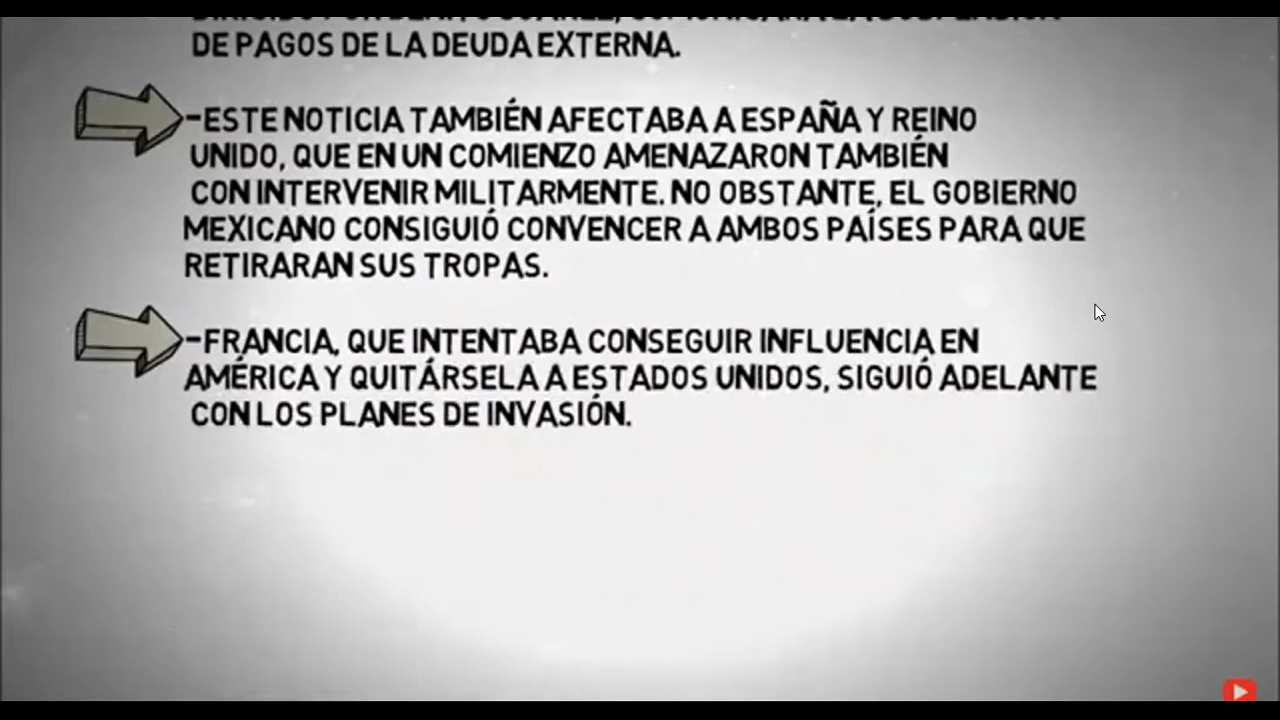 DE PAGOS DE LA DEUDA EXTERNA.
-ESTE NOTICIA TAMBIÉN AFECTABA A ESPAÑA Y REINO
UNIDO, QUE EN UN COMIENZO AMENAZARON TAMBIÉN
CON INTERVENIR MILITARMENTE. NO OBSTANTE, EL GOBIERNO
MEXICANO CONSIGUIÓ CONVENCER A AMBOS PAÍSES PARA QUE
RETIRARAN SUS TROPAS.
-FRANCIA, QUE INTENTABA CONSEGUIR INFLUENCIA EN
AMÉRICA Y QUITÁRSELA A ESTADOS UNIDOS, SIGUIÓ ADELANTE
CON LOS PLANES DE INVASIÓN.